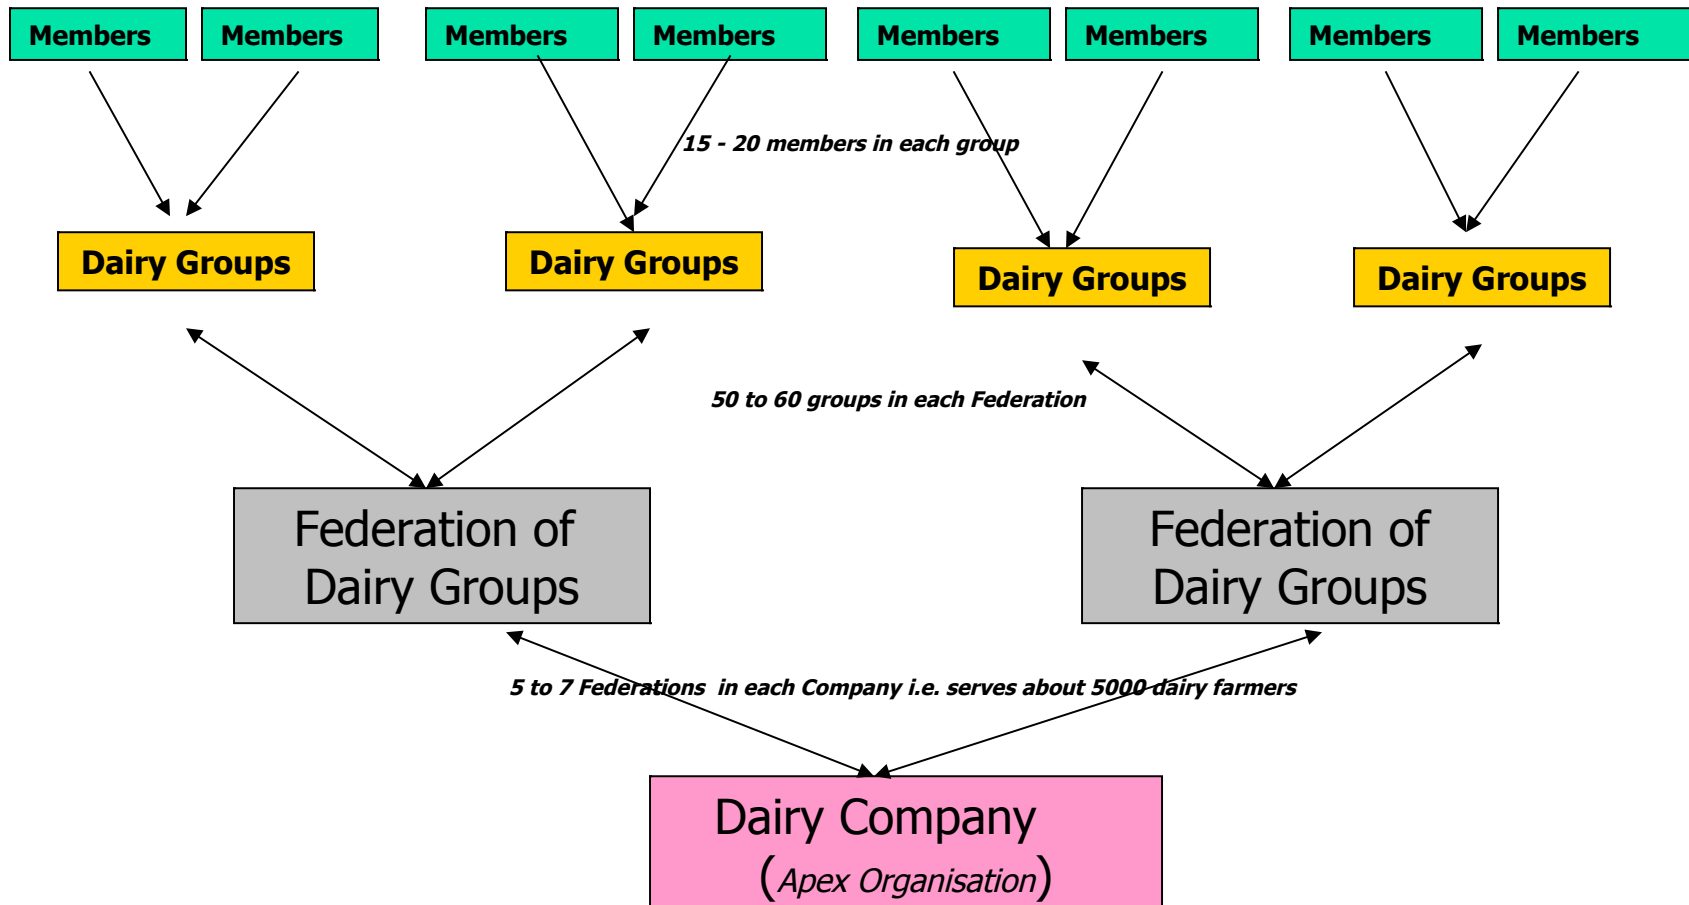 Members Members Members Members Members Members Members Members
15 - 20 members in each group
Dairy Groups Dairy Groups Dairy Groups Dairy Groups
50 to 60 groups in each Federation
Federation of
Dairy Groups
Federation of
Dairy Groups
5 to 7 Federations in each Company i.e. serves about 5000 dairy farmers
Dairy Company
(Apex Organisation)